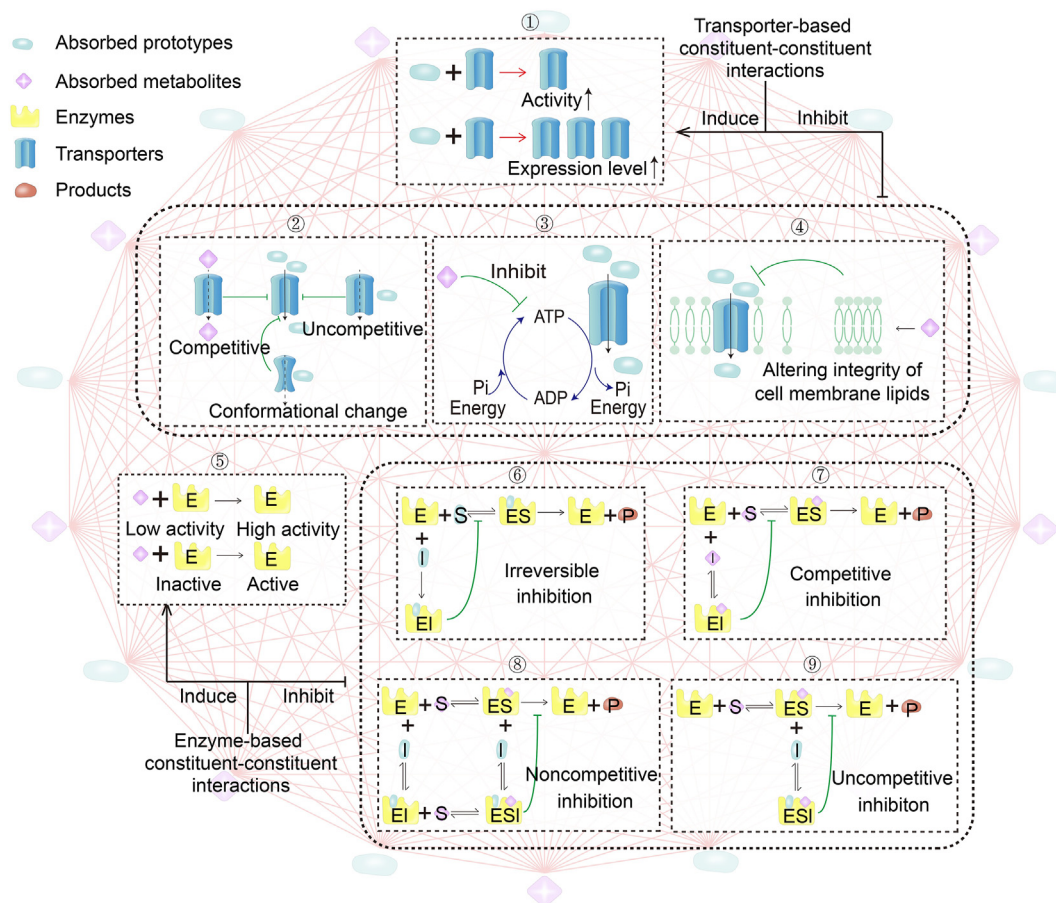 Absorbed prototypes
Absorbed metabolites
Enzymes
Transporters
Products
①
Activity↑
Expression level↑
Transporter-based
constituent-constituent
interactions
Induce
Inhibit
②
Competitive
Uncompetitive
Conformational change
③
Inhibit
ATP
ADP
Pi
Energy
Pi
Energy
④
Altering integrity of
cell membrane lipids
⑤
+ E → E
Low activity High activity
+ E → E
Inactive Active
Induce
Inhibit
Enzyme-based
constituent-constituent
interactions
⑥
E + S ⇌ ES → E + P
+
I
EI
Irreversible
inhibition
⑦
E + S ⇌ ES → E + P
+
I
EI
Competitive
inhibition
⑧
E + S ⇌ ES → E + P
+ +
I I
EI + S ⇌ ESI
Noncompetitive
inhibition
⑨
E + S ⇌ ES → E + P
+
I
ESI
Uncompetitive
inhibiton